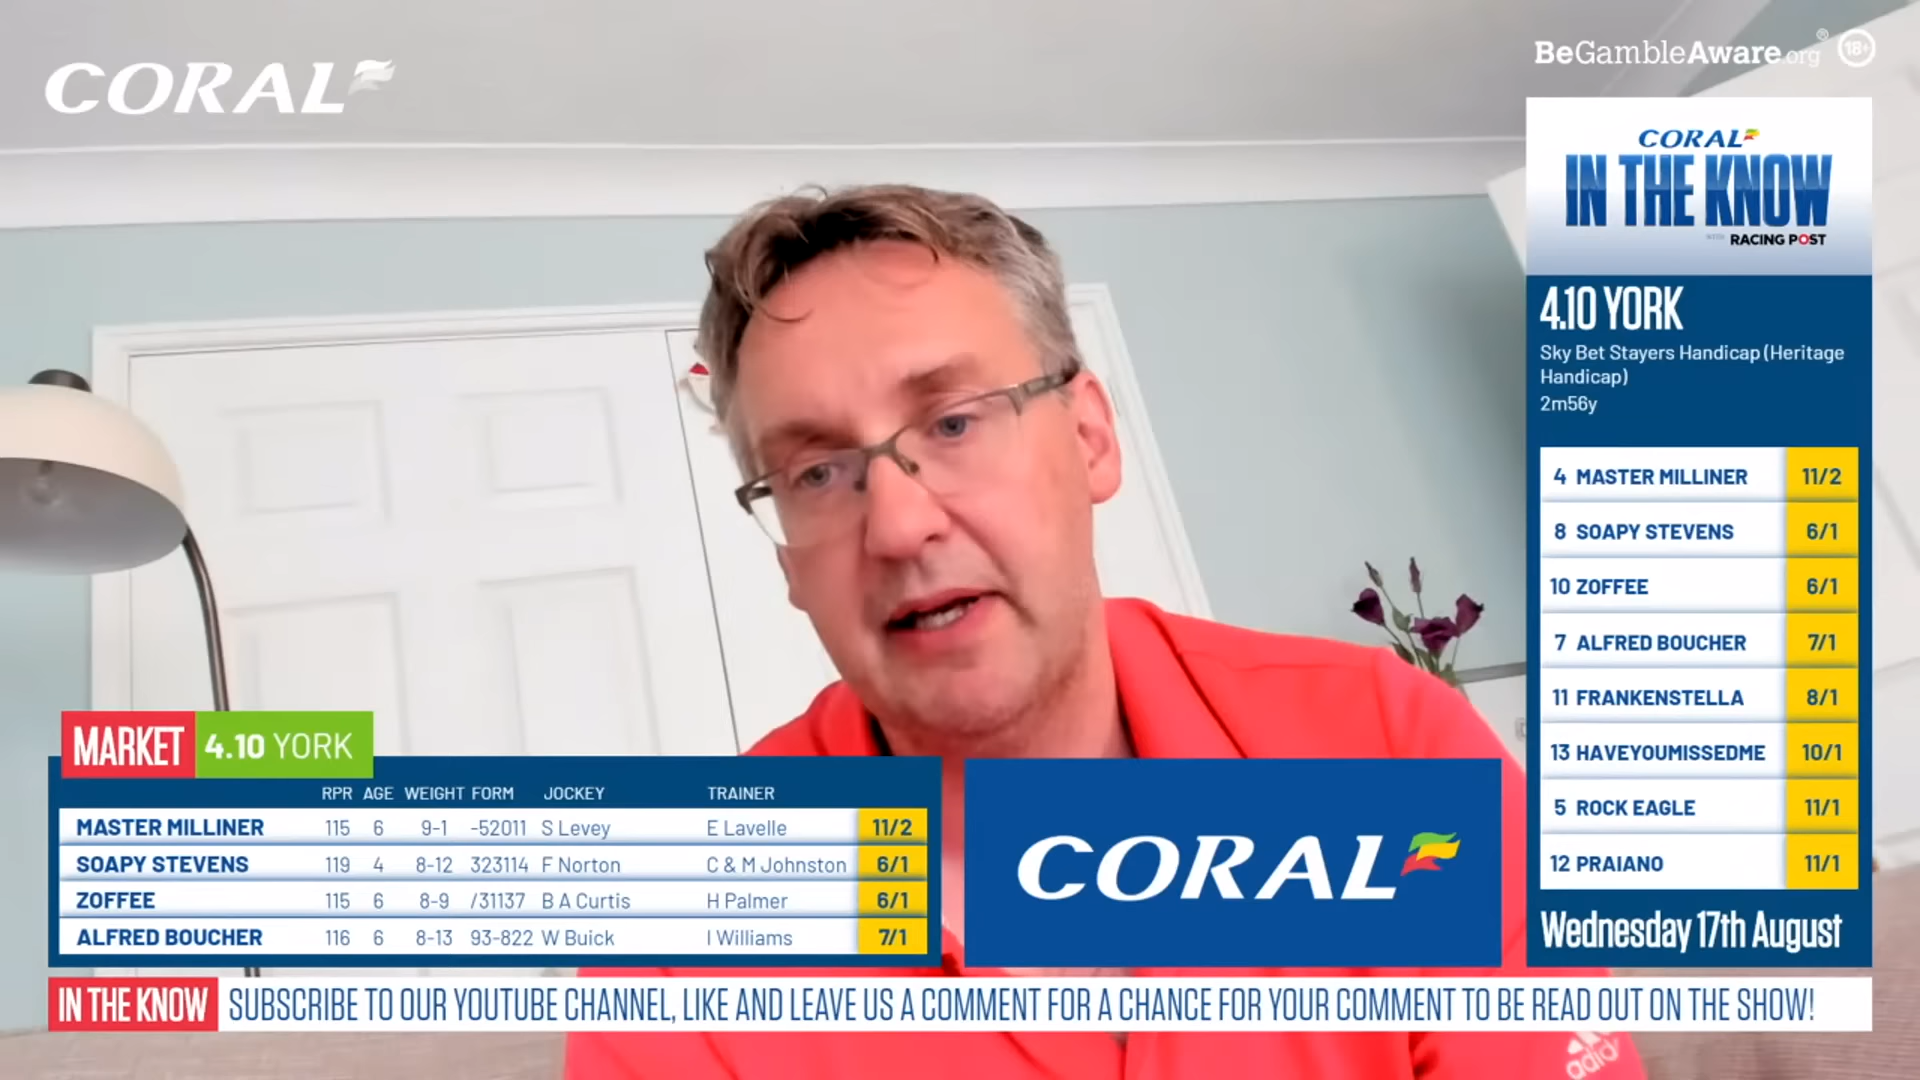 CORAL
BeGambleAware.org® 18+
CORAL
IN THE KNOW
WITH RACING POST
4.10 YORK
Sky Bet Stayers Handicap (Heritage
Handicap)
2m56y
4 MASTER MILLINER 11/2
8 SOAPY STEVENS 6/1
10 ZOFFEE 6/1
7 ALFRED BOUCHER 7/1
11 FRANKENSTELLA 8/1
13 HAVEYOUMISSEDME 10/1
5 ROCK EAGLE 11/1
12 PRAIANO 11/1
Wednesday 17th August
MARKET 4.10 YORK
RPR AGE WEIGHT FORM JOCKEY TRAINER
MASTER MILLINER 115 6 9-1 -52011 S Levey E Lavelle 11/2
SOAPY STEVENS 119 4 8-12 323114 F Norton C & M Johnston 6/1
ZOFFEE 115 6 8-9 /31137 B A Curtis H Palmer 6/1
ALFRED BOUCHER 116 6 8-13 93-822 W Buick I Williams 7/1
CORAL
IN THE KNOW SUBSCRIBE TO OUR YOUTUBE CHANNEL, LIKE AND LEAVE US A COMMENT FOR A CHANCE FOR YOUR COMMENT TO BE READ OUT ON THE SHOW!
adidas